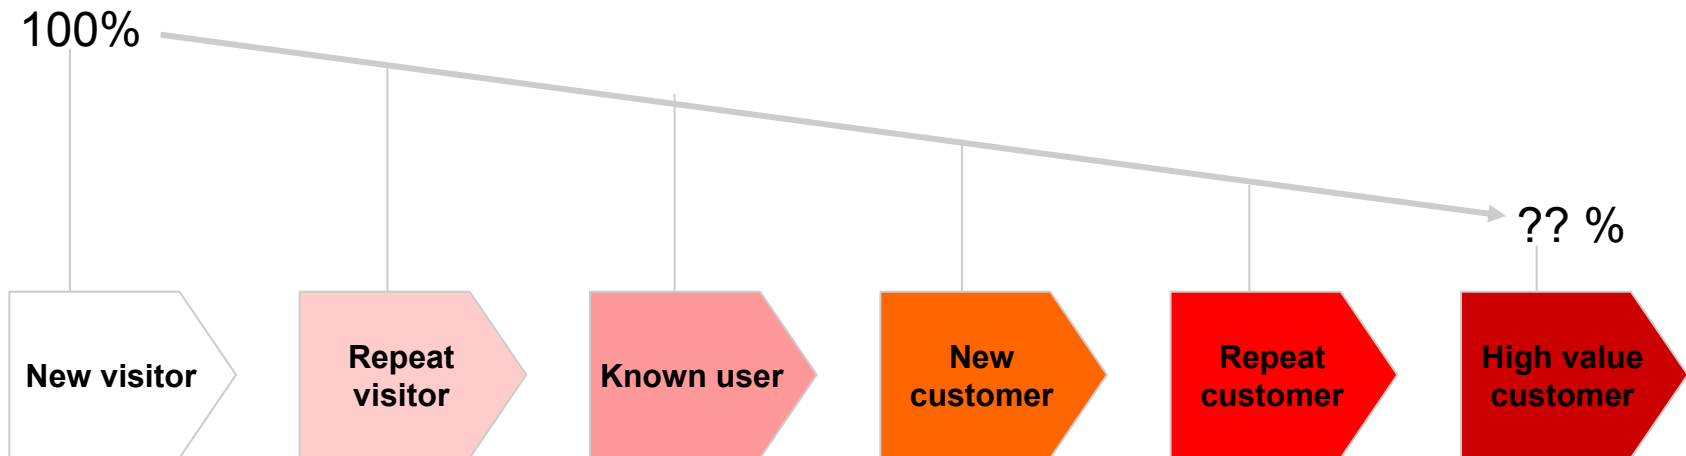 100%
?? %
New visitor
Repeat
visitor
Known user
New
customer
Repeat
customer
High value
customer